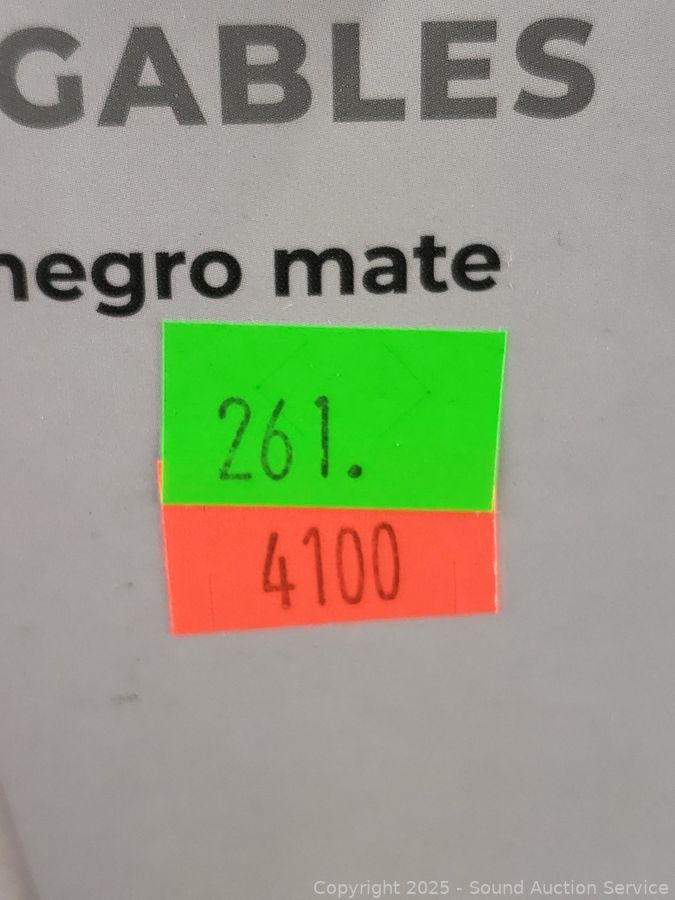 GABLES
negro mate
261.
4100
Copyright 2025 - Sound Auction Service